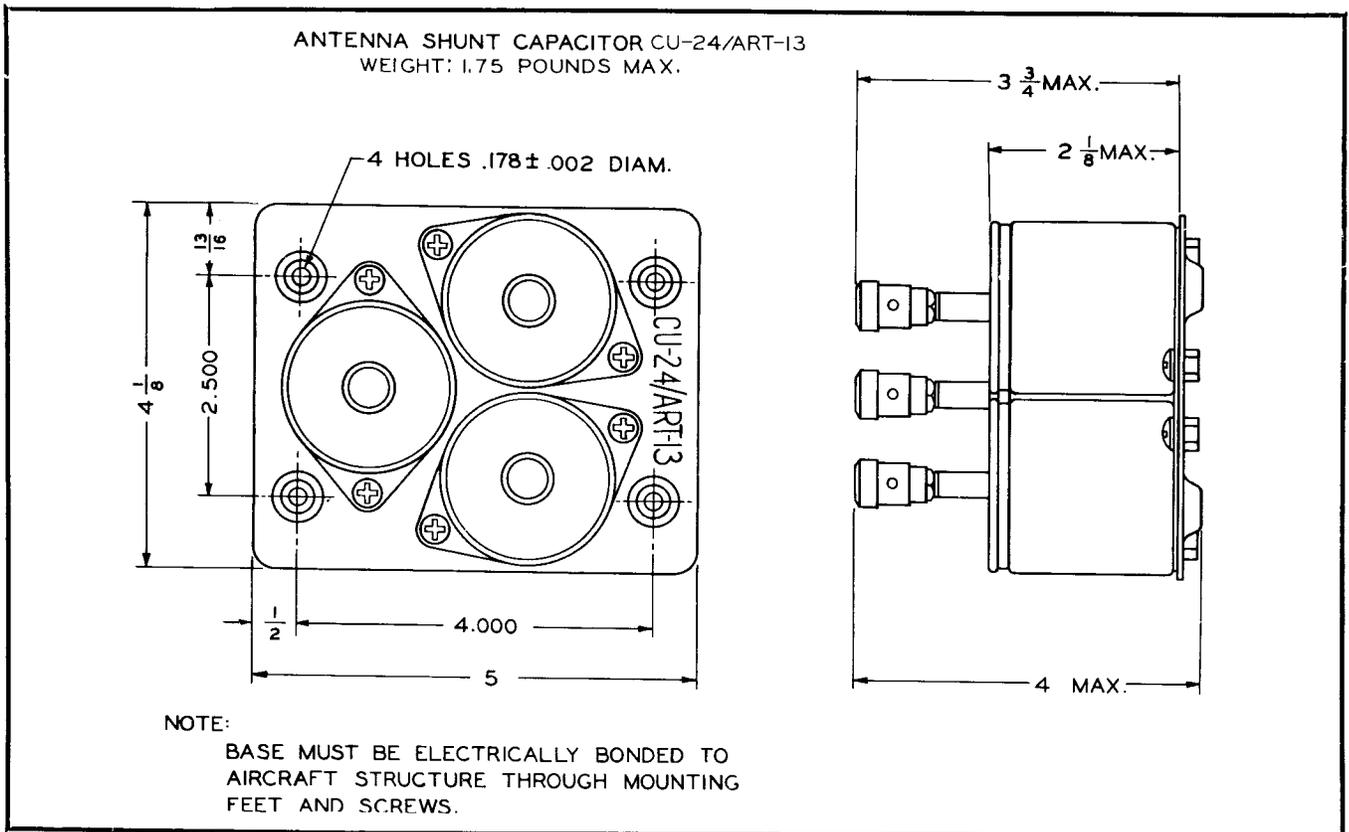 ANTENNA SHUNT CAPACITOR CU-24/ART-13
WEIGHT: 1.75 POUNDS MAX.
3 3/4 MAX.
2 1/8 MAX.
4 HOLES .178± .002 DIAM.
13/16
4 1/8
2.500
CU-24/ART-13
1/2
4.000
5
4 MAX.
NOTE:
BASE MUST BE ELECTRICALLY BONDED TO
AIRCRAFT STRUCTURE THROUGH MOUNTING
FEET AND SCREWS.